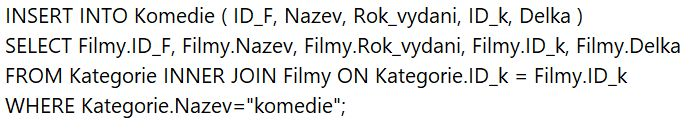 INSERT INTO Komedie ( ID_F, Nazev, Rok_vydani, ID_k, Delka )
SELECT Filmy.ID_F, Filmy.Nazev, Filmy.Rok_vydani, Filmy.ID_k, Filmy.Delka
FROM Kategorie INNER JOIN Filmy ON Kategorie.ID_k = Filmy.ID_k
WHERE Kategorie.Nazev="komedie";